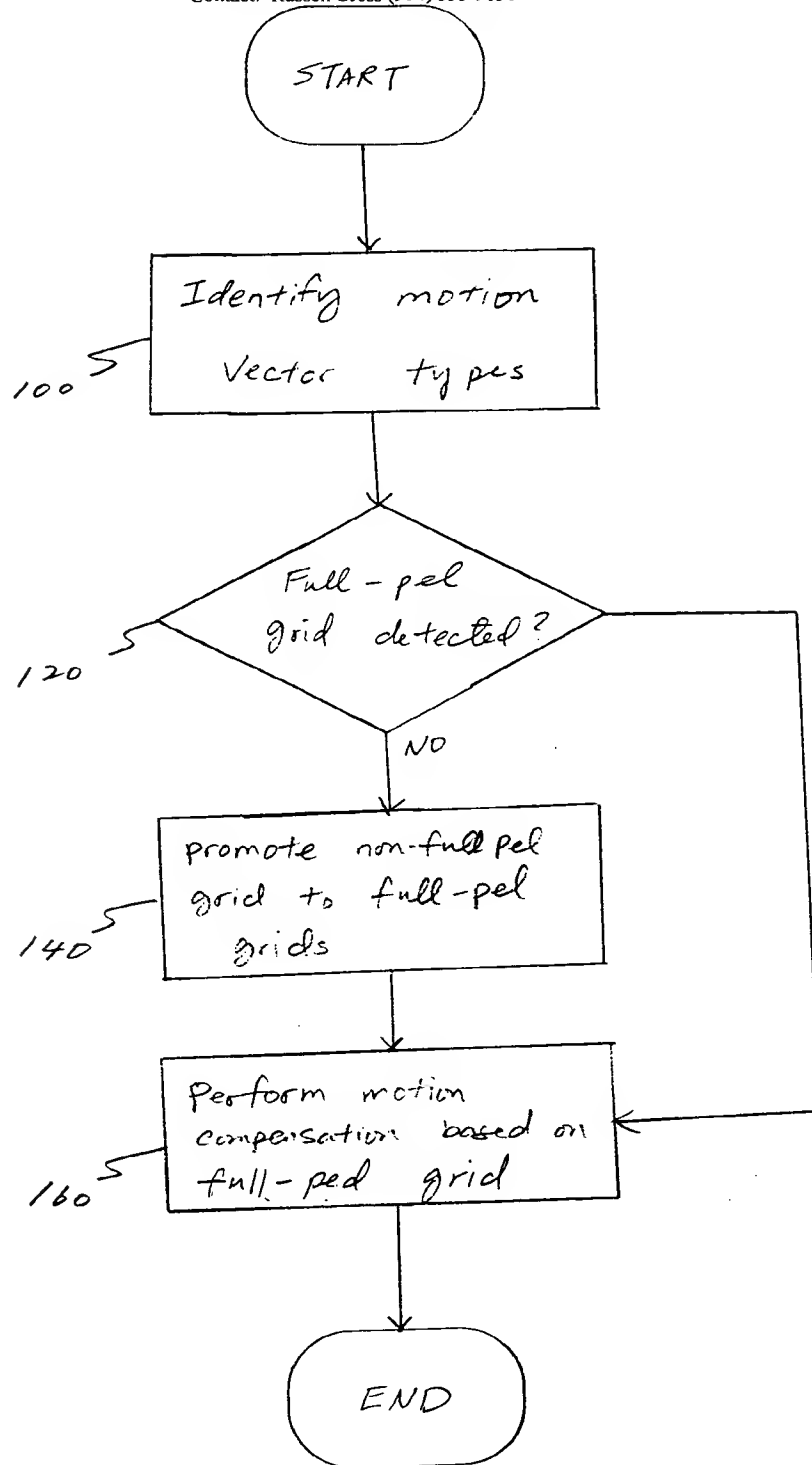 START
Identify motion
Vector types
100
Full-pel
grid detected?
120
NO
promote non-full pel
grid to full-pel
grids
140
Perform motion
compensation based on
full-ped grid
160
END